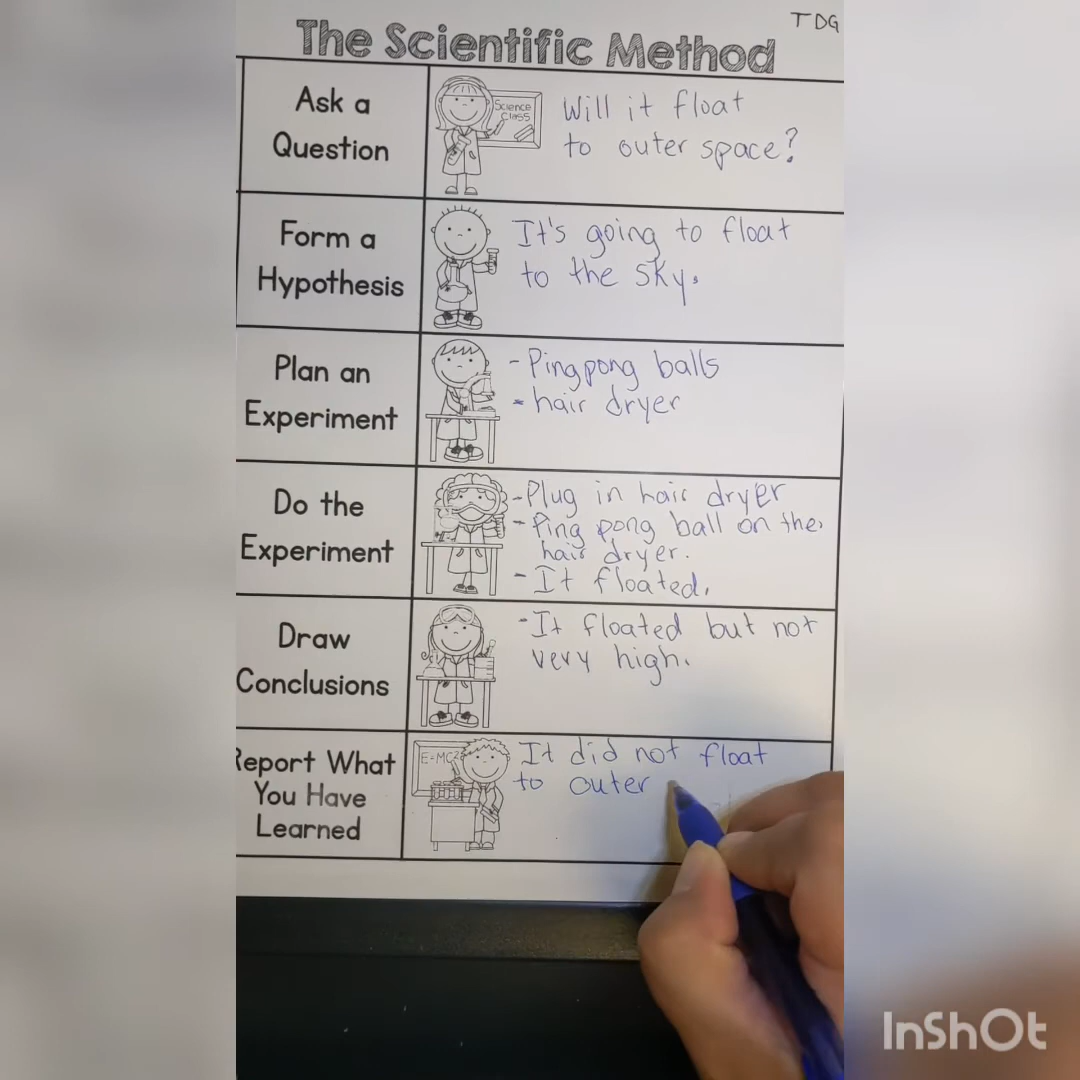 TDG
The Scientific Method
Ask a
Question
Science
Class
Will it float
to outer space?
Form a
Hypothesis
It's going to float
to the sky.
Plan an
Experiment
- Pingpong balls
- hair dryer
Do the
Experiment
- Plug in hair dryer
- Ping pong ball on the
hair dryer.
- It floated.
Draw
Conclusions
- It floated but not
very high.
Report What
You Have
Learned
E=MC2
It did not float
to outer
InShOt